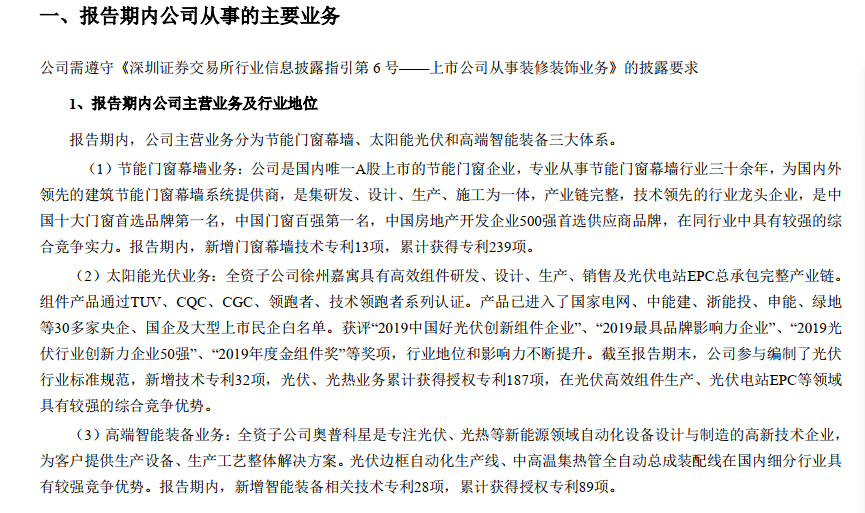 一、报告期内公司从事的主要业务
公司需遵守《深圳证券交易所行业信息披露指引第 6 号——上市公司从事装修装饰业务》的披露要求
1、报告期内公司主营业务及行业地位
报告期内，公司主营业务分为节能门窗幕墙、太阳能光伏和高端智能装备三大体系。
（1）节能门窗幕墙业务：公司是国内唯一A股上市的节能门窗企业，专业从事节能门窗幕墙行业三十余年，为国内外
领先的建筑节能门窗幕墙系统提供商，是集研发、设计、生产、施工为一体，产业链完整，技术领先的行业龙头企业，是中
国十大门窗首选品牌第一名，中国门窗百强第一名，中国房地产开发企业500强首选供应商品牌，在同行业中具有较强的综
合竞争实力。报告期内，新增门窗幕墙技术专利13项，累计获得专利239项。
（2）太阳能光伏业务：全资子公司徐州嘉寓具有高效组件研发、设计、生产、销售及光伏电站EPC总承包完整产业链。
组件产品通过TUV、CQC、CGC、领跑者、技术领跑者系列认证。产品已进入了国家电网、中能建、浙能投、申能、绿地
等30多家央企、国企及大型上市民企白名单。获评“2019中国好光伏创新组件企业”、“2019最具品牌影响力企业”、“2019光
伏行业创新力企业50强”、“2019年度金组件奖”等奖项，行业地位和影响力不断提升。截至报告期末，公司参与编制了光伏
行业标准规范，新增技术专利32项，光伏、光热业务累计获得授权专利187项，在光伏高效组件生产、光伏电站EPC等领域
具有较强的综合竞争优势。
（3）高端智能装备业务：全资子公司奥普科星是专注光伏、光热等新能源领域自动化设备设计与制造的高新技术企业，
为客户提供生产设备、生产工艺整体解决方案。光伏边框自动化生产线、中高温集热管全自动总成装配线在国内细分行业具
有较强竞争优势。报告期内，新增智能装备相关技术专利28项，累计获得授权专利89项。